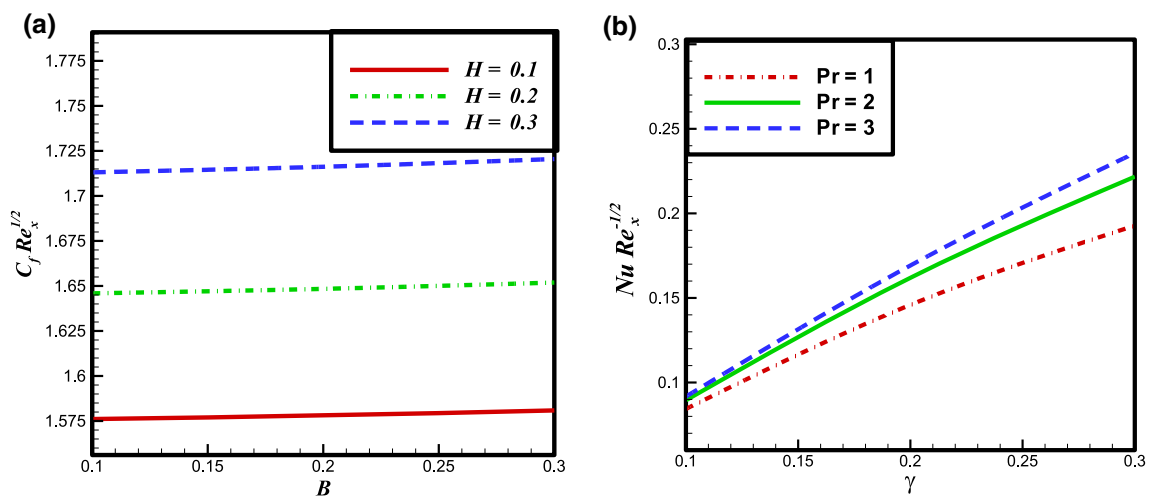 (a)
H = 0.1
H = 0.2
H = 0.3
1.775
1.75
1.725
1.7
1.675
1.65
1.625
1.6
1.575
C_f Re_x^{1/2}
0.1 0.15 0.2 0.25 0.3
B
(b)
Pr = 1
Pr = 2
Pr = 3
0.3
0.25
0.2
0.15
0.1
Nu Re_x^{-1/2}
0.1 0.15 0.2 0.25 0.3
γ